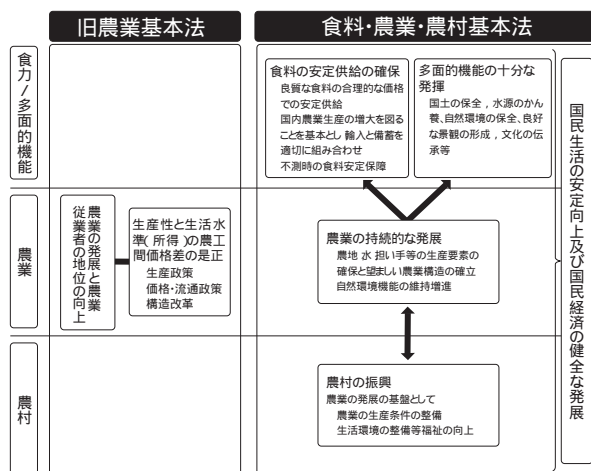 旧農業基本法
食料・農業・農村基本法
食力/多面的機能
食料の安定供給の確保
良質な食料の合理的な価格
での安定供給
国内農業生産の増大を図る
ことを基本とし 輸入と備蓄を
適切に組み合わせ
不測時の食料安定保障
多面的機能の十分な
発揮
国土の保全，水源のかん
養、自然環境の保全、良好
な景観の形成，文化の伝
承等
農業
農業の発展と農業
従業者の地位の向上
生産性と生活水
準(所得)の農工
間価格差の是正
生産政策
価格・流通政策
構造改革
農業の持続的な発展
農地 水 担い手等の生産要素の
確保と望ましい農業構造の確立
自然環境機能の維持増進
農村
農村の振興
農業の発展の基盤として
農業の生産条件の整備
生活環境の整備等福祉の向上
国民生活の安定向上及び国民経済の健全な発展